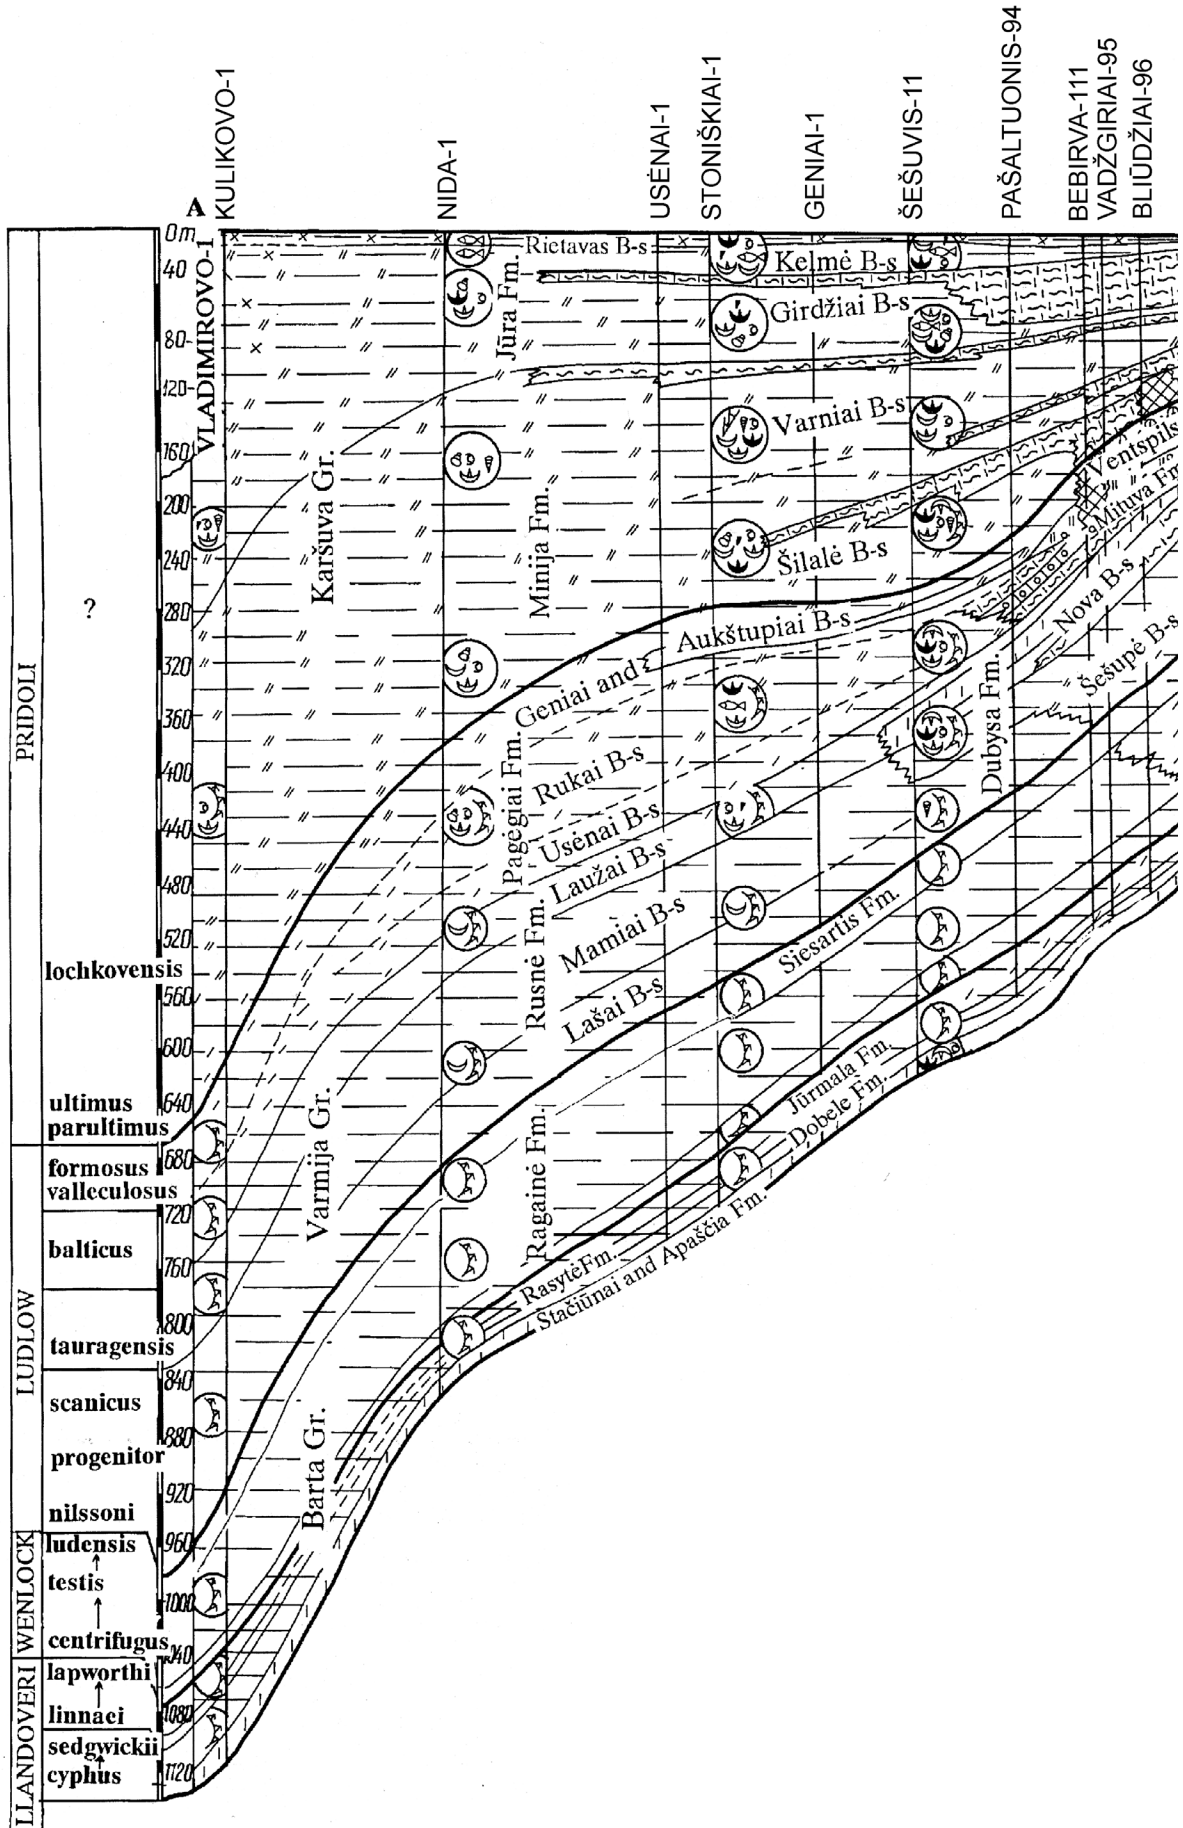 A
VLADIMIROVO-1
KULIKOVO-1
NIDA-1
USĖNAI-1
STONIŠKIAI-1
GENIAI-1
ŠEŠUVIS-11
PAŠALTUONIS-94
BEBIRVA-111
VADŽGIRIAI-95
BLIŪDŽIAI-96
0 m
40
80
120
160
200
240
280
320
360
400
440
480
520
560
600
640
680
720
760
800
840
880
920
960
1000
1040
1080
1120
PRIDOLI
?
lochkovensis
ultimus
parultimus
LUDLOW
formosus
valleculosus
balticus
tauragensis
scanicus
progenitor
nilssoni
WENLOCK
ludensis
testis
centrifugus
LLANDOVERI
lapworthi
linnaei
sedgwickii
cyphus
Rietavas B-s
Kelmė B-s
Jūra Fm.
Girdžiai B-s
Varniai B-s
Karšuva Gr.
Minija Fm.
Šilalė B-s
Ventspils
Mituva Fm
Nova B-s
Šešupė B-s
Aukštupiai B-s
Geniai and
Pagėgiai Fm.
Rukai B-s
Usėnai B-s
Laužai B-s
Dubysa Fm.
Rusnė Fm.
Mamiai B-s
Lašai B-s
Siesartis Fm.
Varmija Gr.
Ragainė Fm.
Jūrmala Fm.
Dobele Fm.
Rasytė Fm.
Stačiūnai and Apaščia Fm.
Barta Gr.